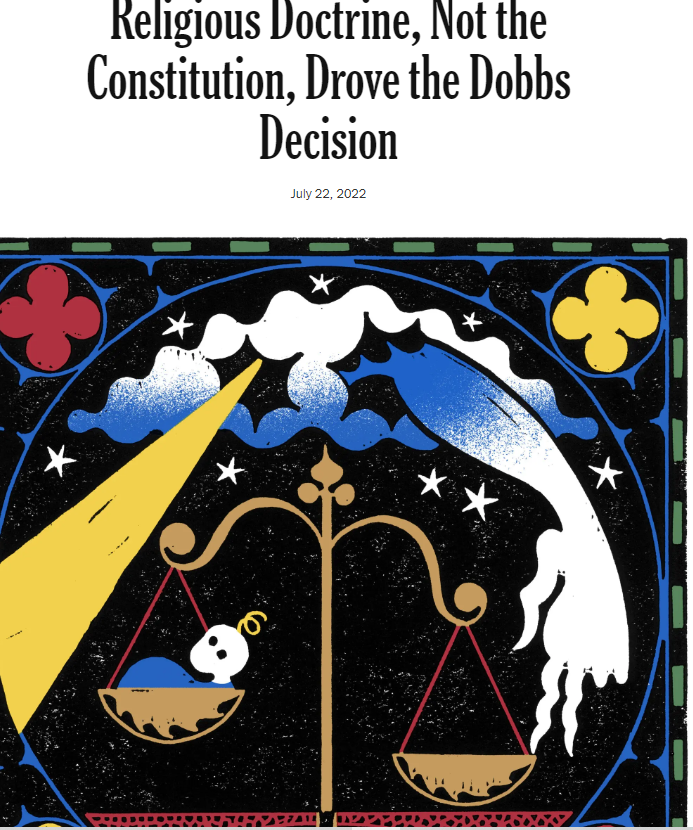 Religious Doctrine, Not the
Constitution, Drove the Dobbs
Decision
July 22, 2022